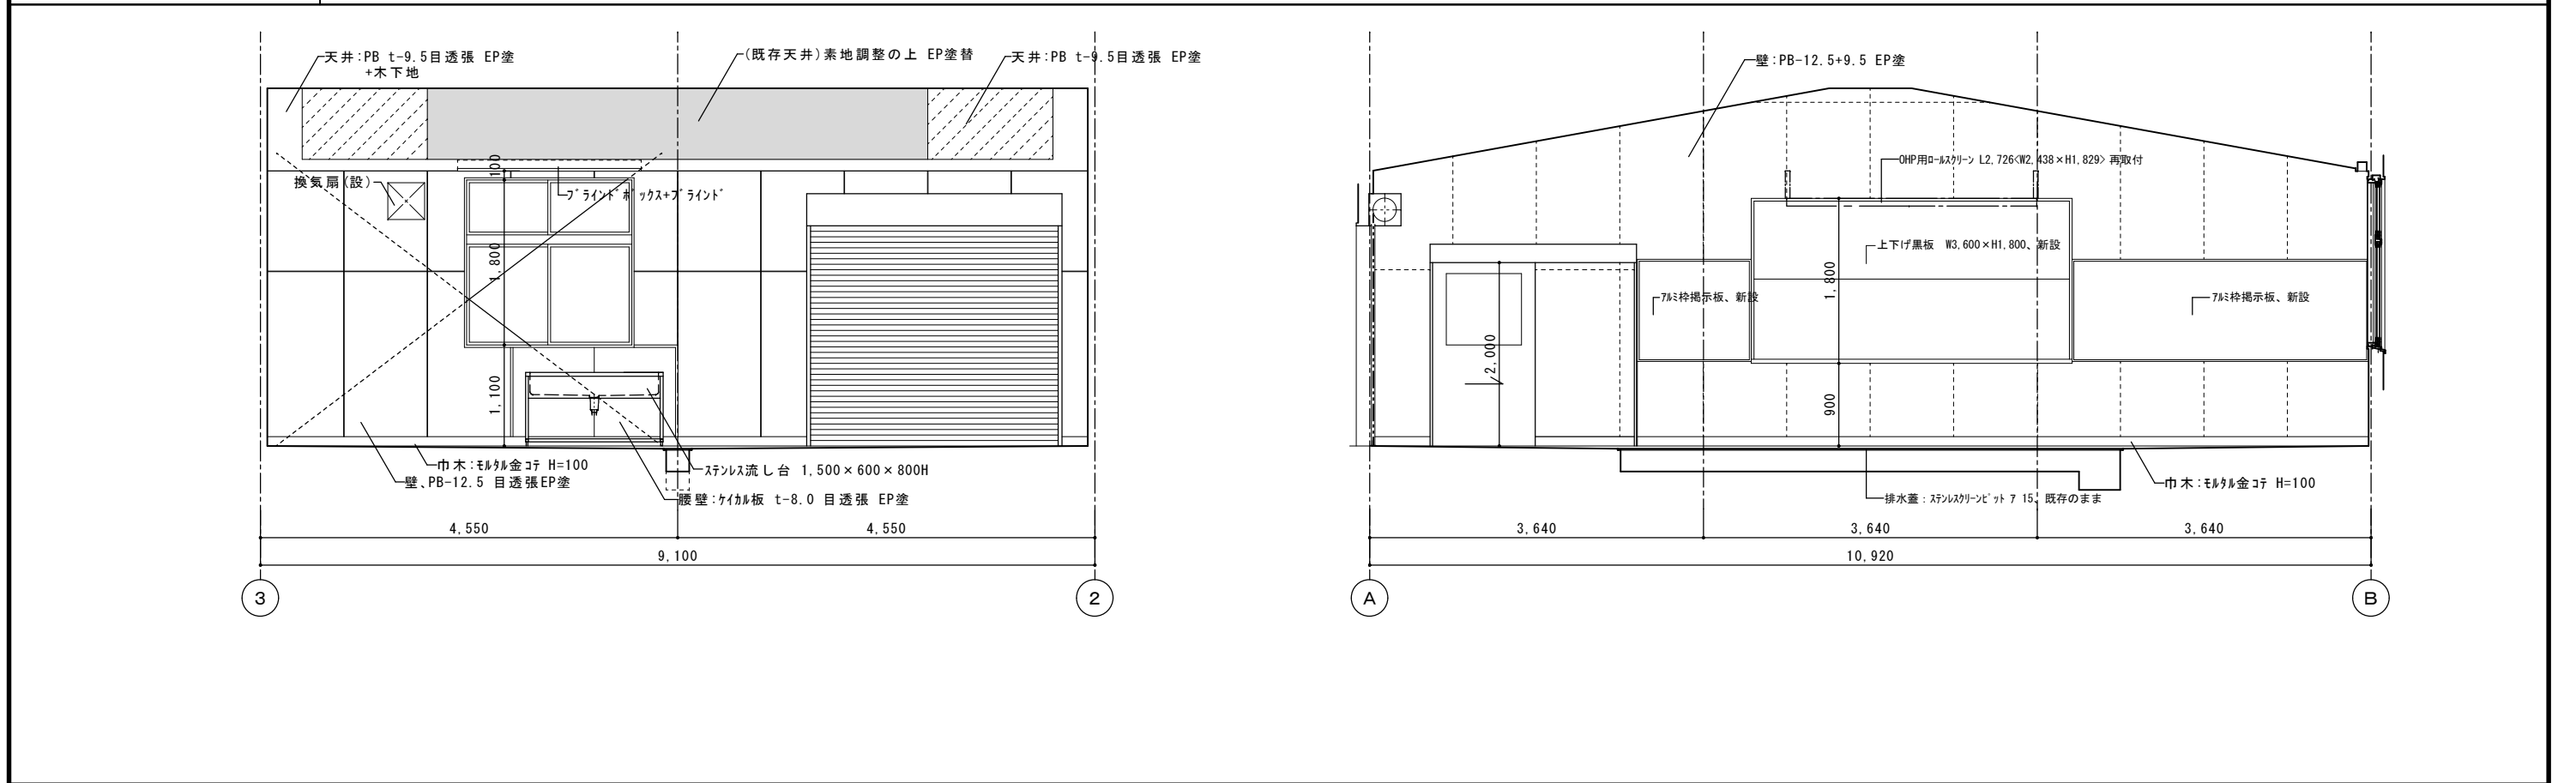 天井:PB t-9.5目透張 EP塗
+木下地
(既存天井)素地調整の上 EP塗替
天井:PB t-9.5目透張 EP塗
換気扇(設)
ﾌﾞﾗｲﾝﾄﾞﾎﾞックス+ﾌﾞﾗｲﾝﾄﾞ
100
1,800
1,100
巾木:ﾓﾙﾀﾙ金ｺﾃ H=100
壁、PB-12.5 目透張EP塗
ｽﾃﾝﾚｽ流し台 1,500×600×800H
腰壁:ｹｲｶﾙ板 t-8.0 目透張 EP塗
4,550
4,550
9,100
3
2
壁:PB-12.5+9.5 EP塗
OHP用ﾛｰﾙｽｸﾘｰﾝ L2,726<W2,438×H1,829> 再取付
上下げ黒板 W3,600×H1,800、新設
ｱﾙﾐ枠掲示板、新設
ｱﾙﾐ枠掲示板、新設
2,000
1,800
900
巾木:ﾓﾙﾀﾙ金ｺﾃ H=100
排水蓋：ｽﾃﾝﾚｽｸﾘｰﾝﾋﾟｯﾄ ｱ 15、既存のまま
3,640
3,640
3,640
10,920
A
B